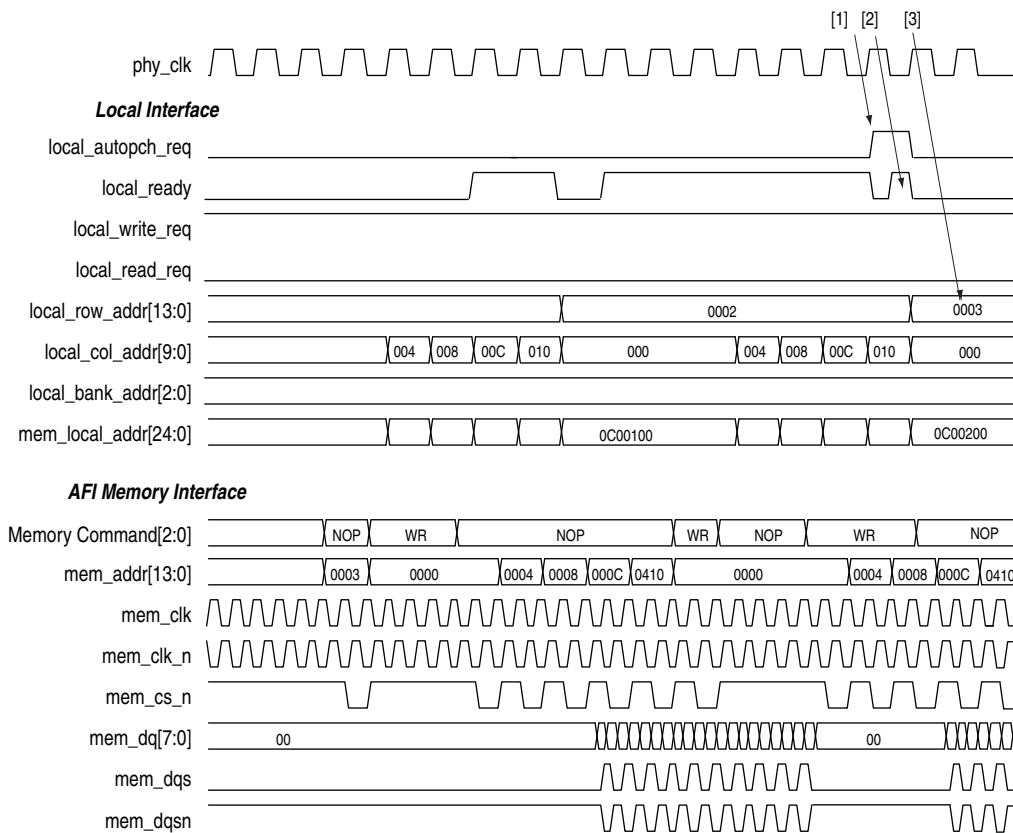 [1] [2] [3]
phy_clk
Local Interface
local_autopch_req
local_ready
local_write_req
local_read_req
local_row_addr[13:0] 0002 0003
local_col_addr[9:0] 004 008 00C 010 000 004 008 00C 010 000
local_bank_addr[2:0]
mem_local_addr[24:0] 0C00100 0C00200
AFI Memory Interface
Memory Command[2:0] NOP WR NOP WR NOP WR NOP
mem_addr[13:0] 0003 0000 0004 0008 000C 0410 0000 0004 0008 000C 0410
mem_clk
mem_clk_n
mem_cs_n
mem_dq[7:0] 00 00
mem_dqs
mem_dqsn